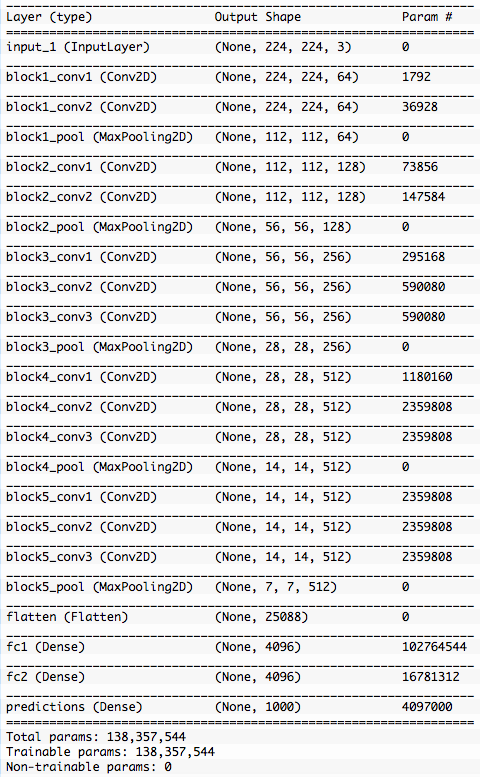 Layer (type) Output Shape Param #
input_1 (InputLayer) (None, 224, 224, 3) 0
block1_conv1 (Conv2D) (None, 224, 224, 64) 1792
block1_conv2 (Conv2D) (None, 224, 224, 64) 36928
block1_pool (MaxPooling2D) (None, 112, 112, 64) 0
block2_conv1 (Conv2D) (None, 112, 112, 128) 73856
block2_conv2 (Conv2D) (None, 112, 112, 128) 147584
block2_pool (MaxPooling2D) (None, 56, 56, 128) 0
block3_conv1 (Conv2D) (None, 56, 56, 256) 295168
block3_conv2 (Conv2D) (None, 56, 56, 256) 590080
block3_conv3 (Conv2D) (None, 56, 56, 256) 590080
block3_pool (MaxPooling2D) (None, 28, 28, 256) 0
block4_conv1 (Conv2D) (None, 28, 28, 512) 1180160
block4_conv2 (Conv2D) (None, 28, 28, 512) 2359808
block4_conv3 (Conv2D) (None, 28, 28, 512) 2359808
block4_pool (MaxPooling2D) (None, 14, 14, 512) 0
block5_conv1 (Conv2D) (None, 14, 14, 512) 2359808
block5_conv2 (Conv2D) (None, 14, 14, 512) 2359808
block5_conv3 (Conv2D) (None, 14, 14, 512) 2359808
block5_pool (MaxPooling2D) (None, 7, 7, 512) 0
flatten (Flatten) (None, 25088) 0
fc1 (Dense) (None, 4096) 102764544
fc2 (Dense) (None, 4096) 16781312
predictions (Dense) (None, 1000) 4097000
Total params: 138,357,544
Trainable params: 138,357,544
Non-trainable params: 0